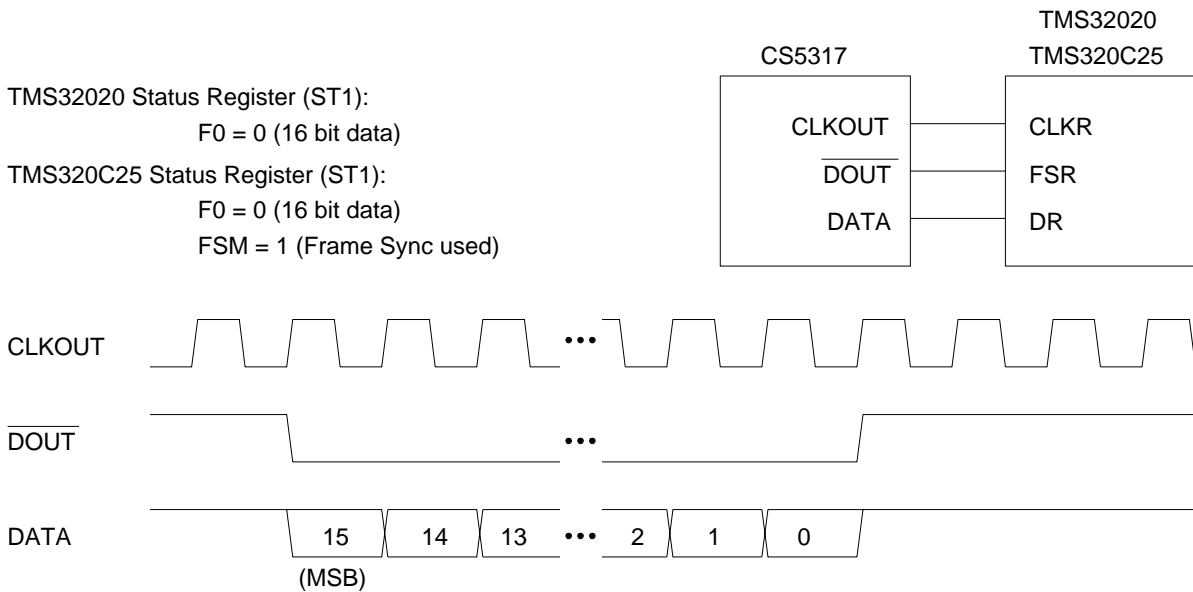 TMS32020
CS5317 TMS320C25
TMS32020 Status Register (ST1):
F0 = 0 (16 bit data)
TMS320C25 Status Register (ST1):
F0 = 0 (16 bit data)
FSM = 1 (Frame Sync used)
CLKOUT CLKR
DOUT FSR
DATA DR
CLKOUT •••
DOUT •••
DATA 15 14 13 ••• 2 1 0
(MSB)